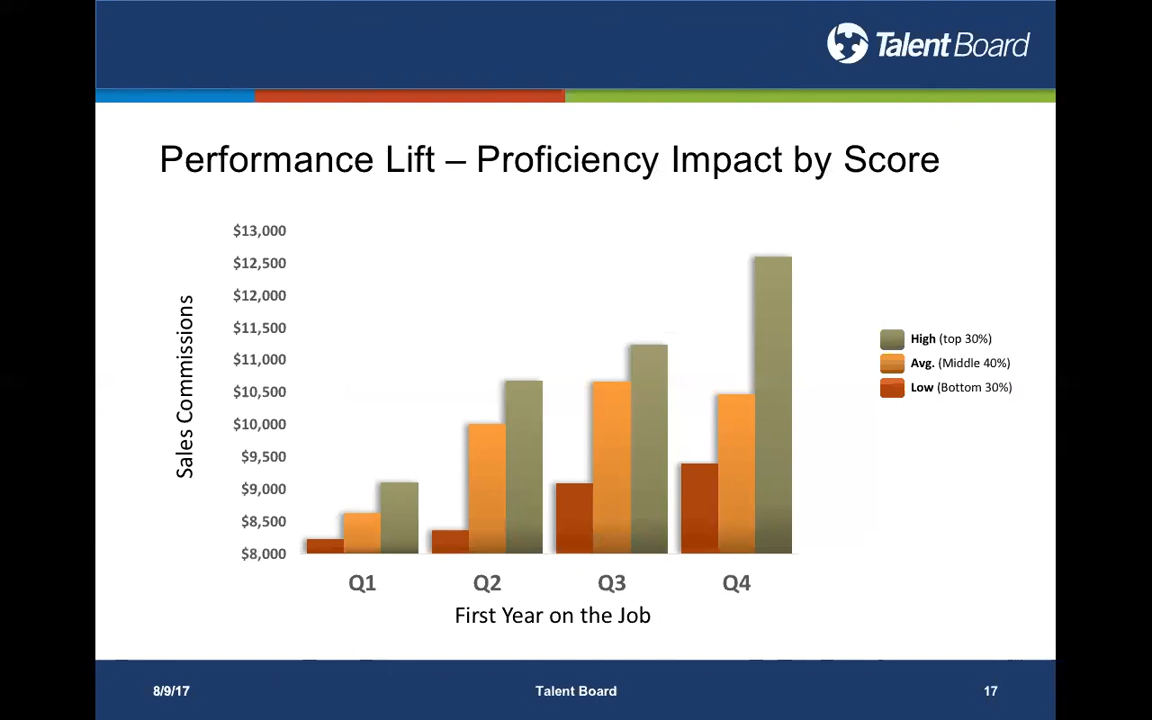 Talent Board
Performance Lift – Proficiency Impact by Score
$13,000
$12,500
$12,000
$11,500
$11,000
$10,500
$10,000
$9,500
$9,000
$8,500
$8,000
Sales Commissions
High (top 30%)
Avg. (Middle 40%)
Low (Bottom 30%)
Q1 Q2 Q3 Q4
First Year on the Job
8/9/17 Talent Board 17